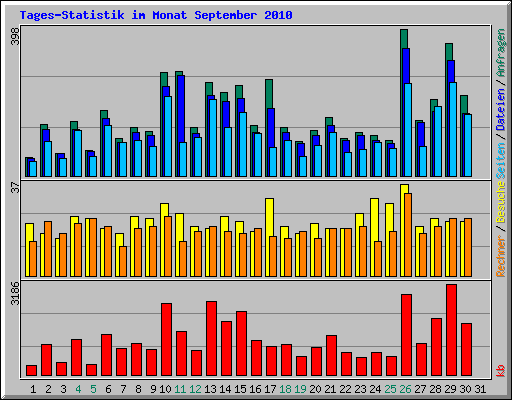 Tages-Statistik im Monat September 2010
398
37
3186
Rechner / Besuche Seiten / Dateien / Anfragen
kb
1 2 3 4 5 6 7 8 9 10 11 12 13 14 15 16 17 18 19 20 21 22 23 24 25 26 27 28 29 30 31